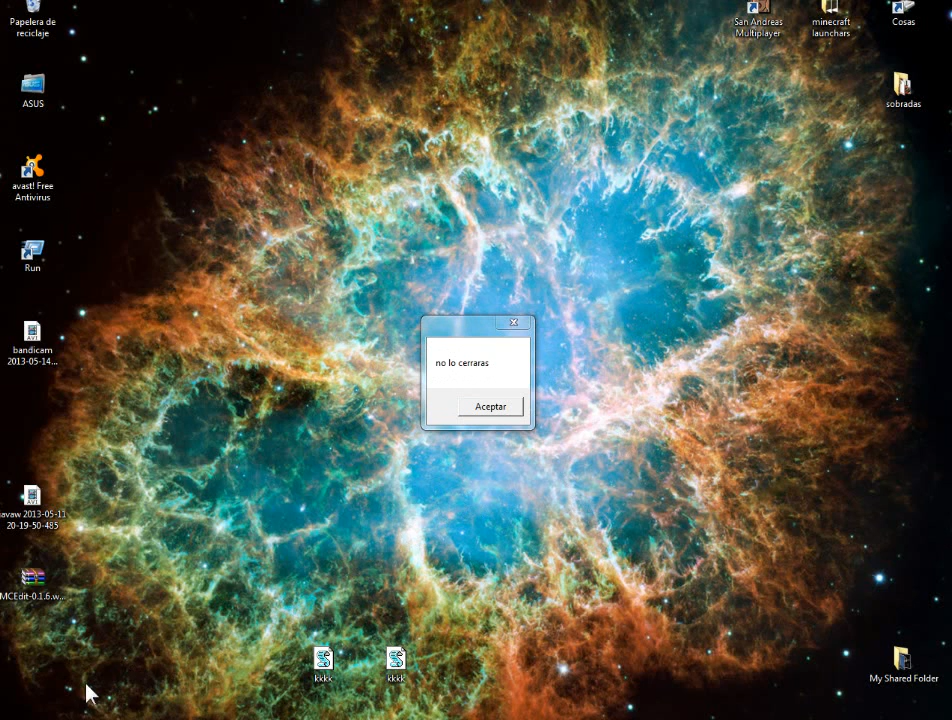 Papelera de
reciclaje
San Andreas
Multiplayer
minecraft
launchars
Cosas
ASUS
sobradas
avast! Free
Antivirus
Run
bandicam
2013-05-14...
no lo cerraras
Aceptar
javaw 2013-05-11
20-19-50-485
MCEdit-0.1.6.w...
kkkk
kkkk
My Shared Folder